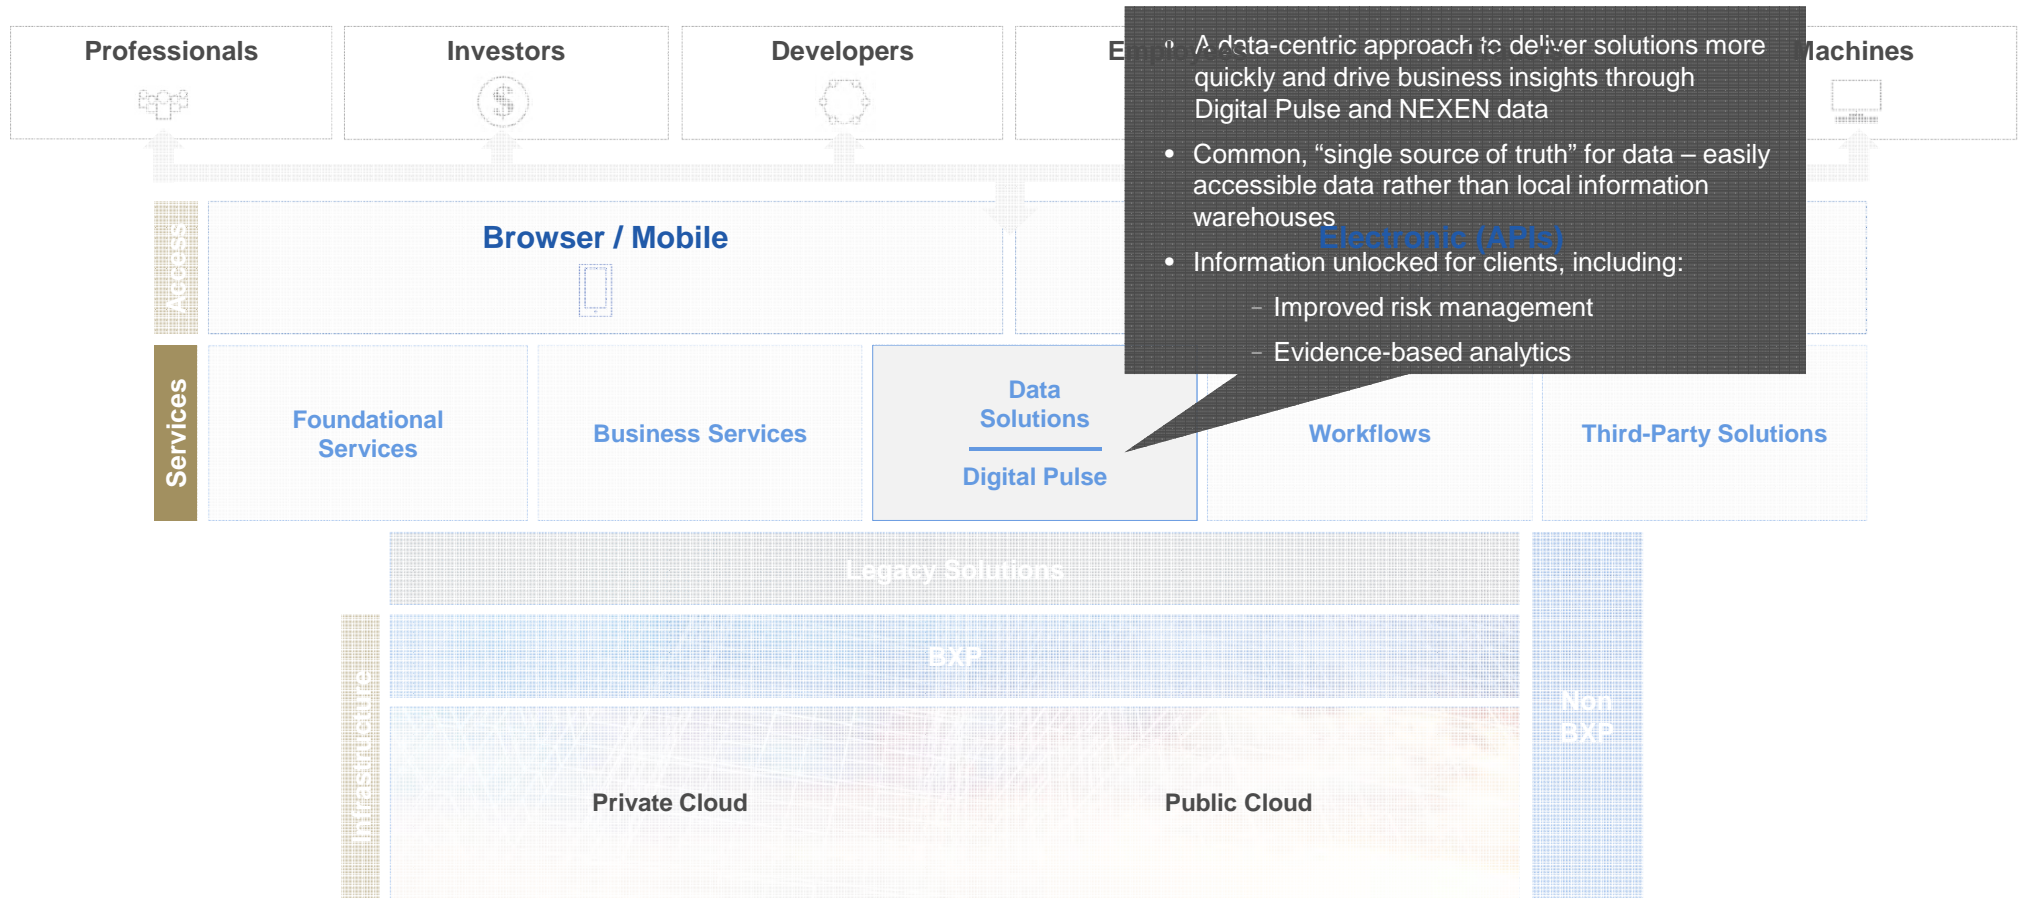 Professionals
Investors
Developers
Employees
Machines
• A data-centric approach to deliver solutions more
quickly and drive business insights through
Digital Pulse and NEXEN data
• Common, “single source of truth” for data – easily
accessible data rather than local information
warehouses
• Information unlocked for clients, including:
– Improved risk management
– Evidence-based analytics
Access
Browser / Mobile
Electronic (APIs)
Services
Foundational
Services
Business Services
Data
Solutions
Digital Pulse
Workflows
Third-Party Solutions
Legacy Solutions
Infrastructure
BXP
Non
BXP
Private Cloud
Public Cloud